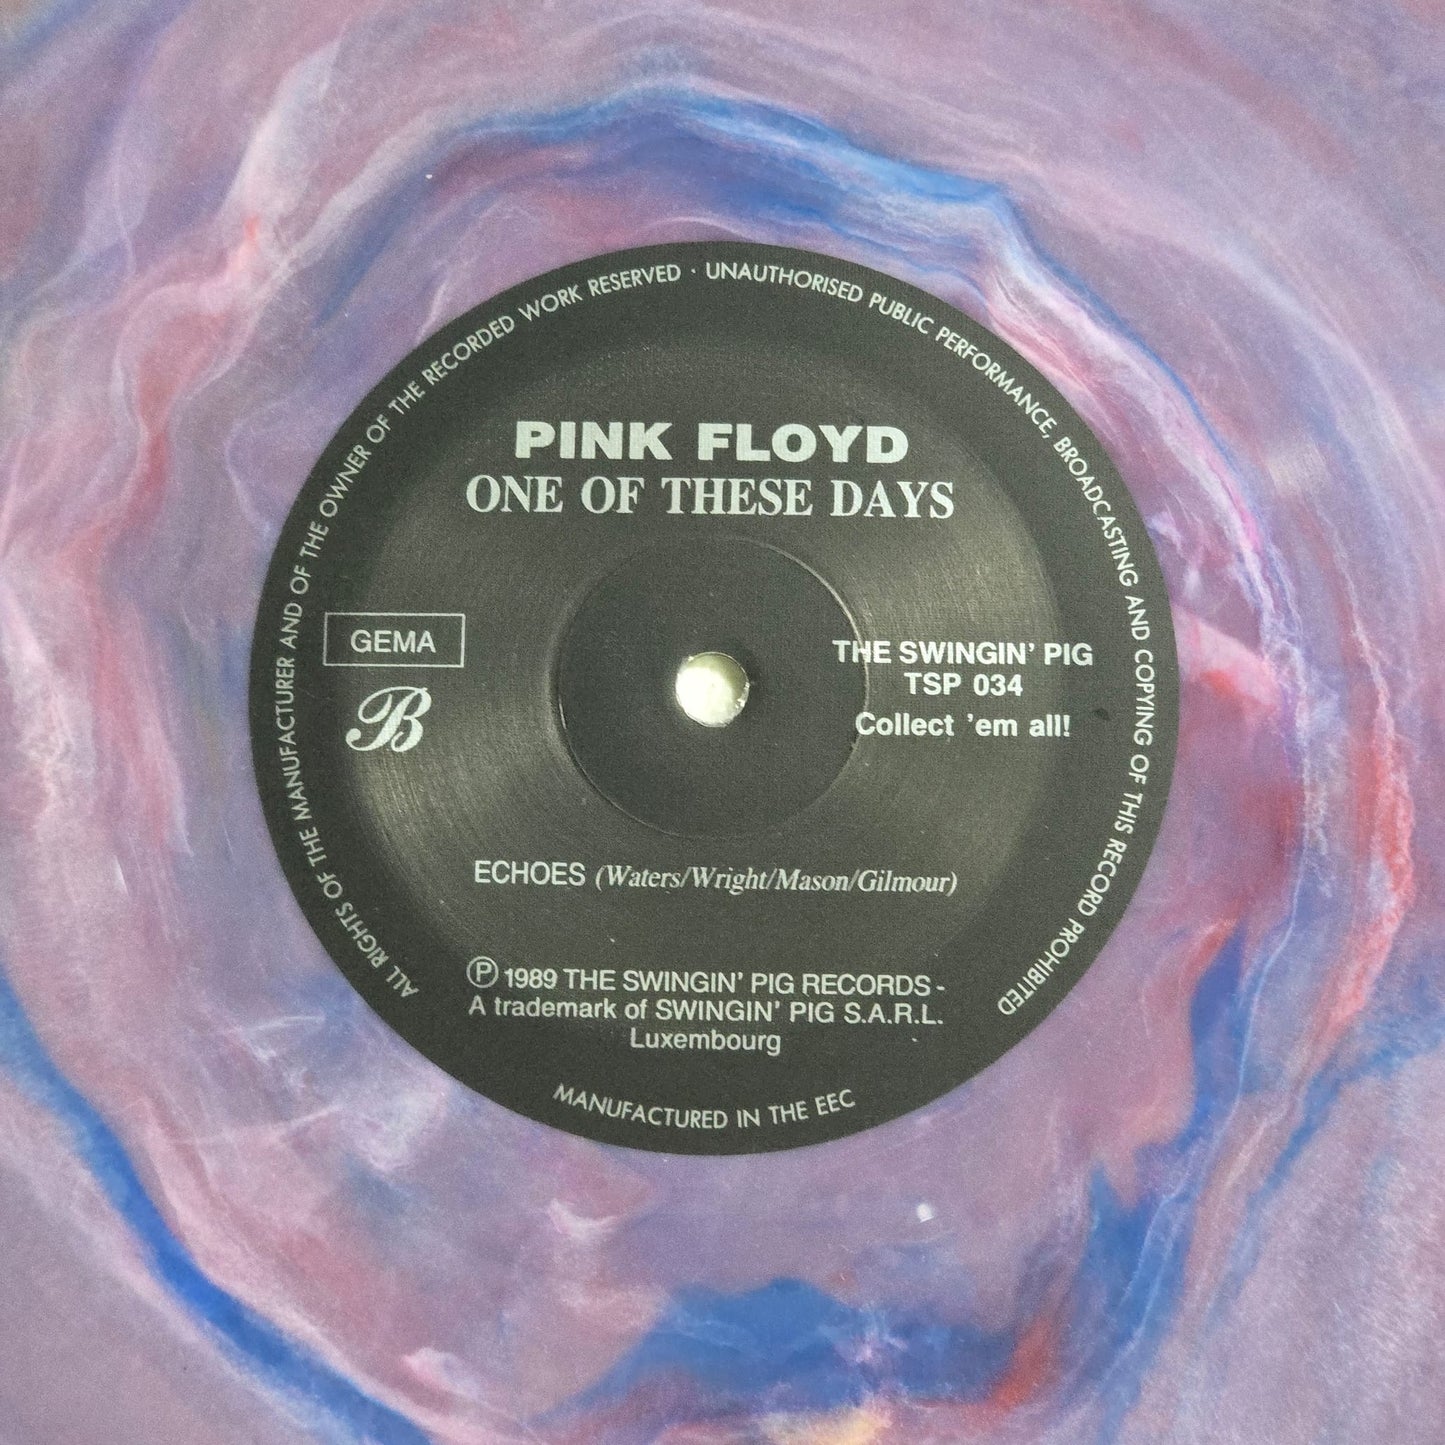 ALL RIGHTS OF THE MANUFACTURER AND OF THE OWNER OF THE RECORDED WORK RESERVED · UNAUTHORISED PUBLIC PERFORMANCE, BROADCASTING AND COPYING OF THIS RECORD PROHIBITED
PINK FLOYD
ONE OF THESE DAYS
GEMA
B
THE SWINGIN' PIG
TSP 034
Collect 'em all!
ECHOES (Waters/Wright/Mason/Gilmour)
℗ 1989 THE SWINGIN' PIG RECORDS -
A trademark of SWINGIN' PIG S.A.R.L.
Luxembourg
MANUFACTURED IN THE EEC